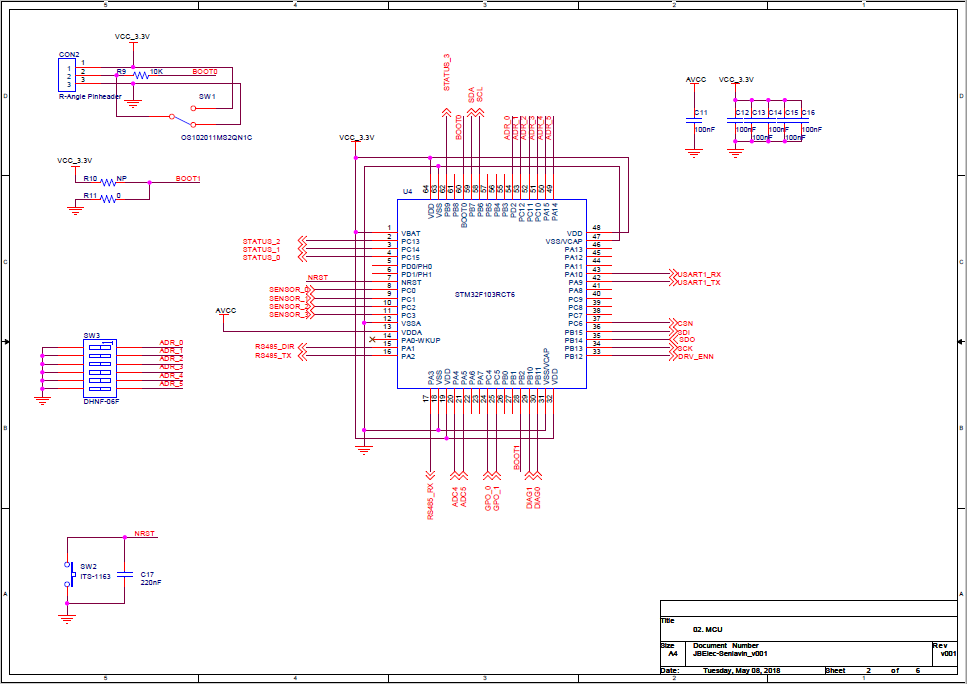 5 4 3 2 1
VCC_3.3V
CON2
1 1
2 2
3 3
R9 10K BOOT0
R-Angle Pinheader
SW1
OS102011MS2QN1C
VCC_3.3V
R10 NP BOOT1
R11 0
STATUS_3
BOOT0
SDA
SCL
ADR_0
ADR_1
ADR_2
ADR_3
ADR_4
ADR_5
AVCC VCC_3.3V
C11 C12 C13 C14 C15 C16
100nF 100nF 100nF 100nF 100nF 100nF
VCC_3.3V
U4
64 63 62 61 60 59 58 57 56 55 54 53 52 51 50 49
VDD VSS PB9 PB8 BOOT0 PB7 PB6 PB5 PB4 PB3 PD2 PC12 PC11 PC10 PA15 PA14
STM32F103RCT6
1 VBAT
STATUS_2 2 PC13
STATUS_1 3 PC14
STATUS_0 4 PC15
5 PD0/PH0
6 PD1/PH1
NRST 7 NRST
SENSOR_ 8 PC0
SENSOR_ 9 PC1
SENSOR_ 10 PC2
SENSOR_ 11 PC3
12 VSSA
AVCC 13 VDDA
14 PA0-WKUP
RS485_DIR 15 PA1
RS485_TX 16 PA2
VDD 48
VSS/VCAP 47
PA13 46
PA12 45
PA11 44
PA10 43 USART1_RX
PA9 42 USART1_TX
PA8 41
PC9 40
PC8 39
PC7 38
PC6 37 CSN
PB15 36 SDI
PB14 35 SDO
PB13 34 SCK
PB12 33 DRV_ENN
PA3 VSS VDD PA4 PA5 PA6 PA7 PC4 PC5 PB0 PB1 PB2 PB10 PB11 VSS/VCAP VDD
17 18 19 20 21 22 23 24 25 26 27 28 29 30 31 32
RS485_RX
ADC4
ADC5
GPO_0
GPO_1
BOOT1
DIAG1
DIAG0
SW3
ADR_0
ADR_1
ADR_2
ADR_3
ADR_4
ADR_5
DHNF-06F
NRST
SW2
ITS-1163
C17
220nF
D D
C C
B B
A A
Title
02. MCU
Size Document Number Rev
A4 JBElec-Senlavin_v001 v001
Date: Tuesday, May 08, 2018 Sheet 2 of 6
5 4 3 2 1